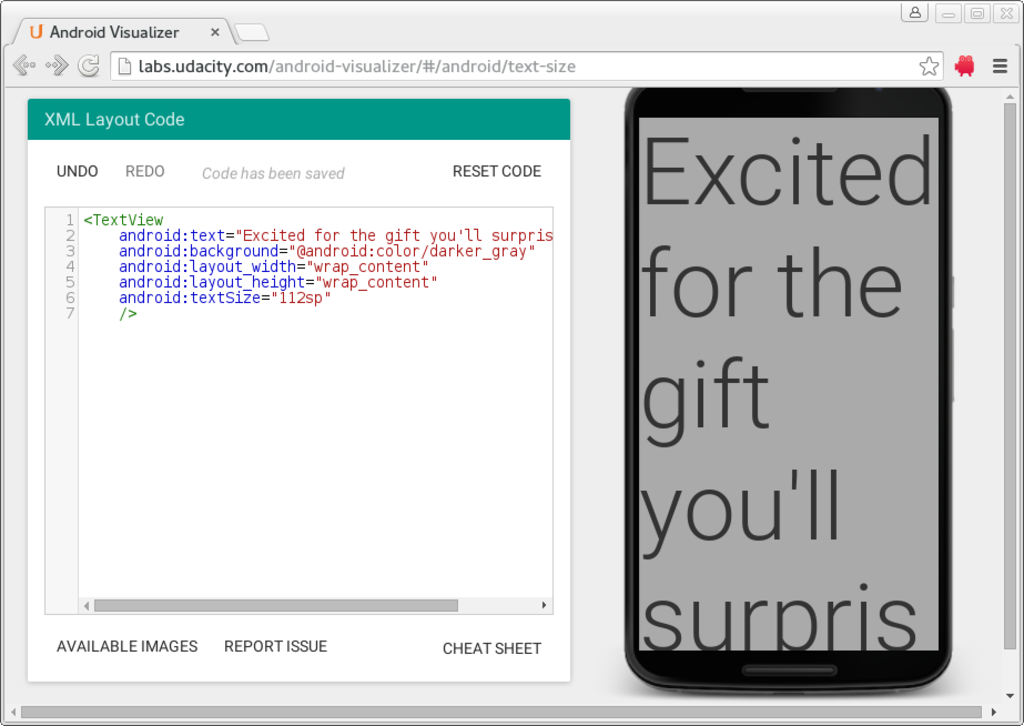 Android Visualizer
labs.udacity.com/android-visualizer/#/android/text-size
XML Layout Code
UNDO REDO Code has been saved RESET CODE
1 <TextView
2 android:text="Excited for the gift you'll surpris
3 android:background="@android:color/darker_gray"
4 android:layout_width="wrap_content"
5 android:layout_height="wrap_content"
6 android:textSize="112sp"
7 />
AVAILABLE IMAGES REPORT ISSUE CHEAT SHEET
Excited
for the
gift
you'll
surpris